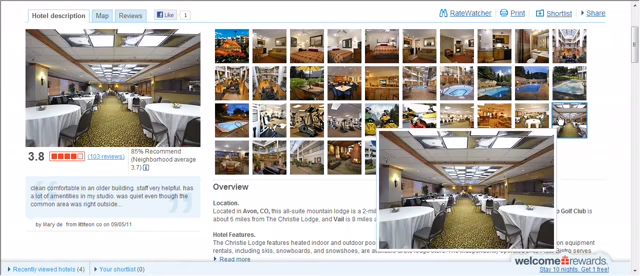 Hotel description Map Reviews Like 1 RateWatcher Print Shortlist Share
3.8 (103 reviews)
85% Recommend
(Neighborhood average
3.7)
clean comfortable in an older building. staff very helpful. has
a lot of amentities in my studio. was quiet even though the
common area was right outside...
by Mary de from littleon co on 09/05/11
Overview
Location.
Located in Avon, CO, this all-suite mountain lodge is a 2-mil
Golf Club is
about 6 miles from The Christie Lodge, and Vail is 8 miles
Hotel Features.
The Christie Lodge features heated indoor and outdoor poo
on equipment
rentals, including skis, snowboards, and snowshoes, are
serves
Read more
Recently viewed hotels (4) Your shortlist (0)
welcomerewards.
Stay 10 nights, Get 1 free!